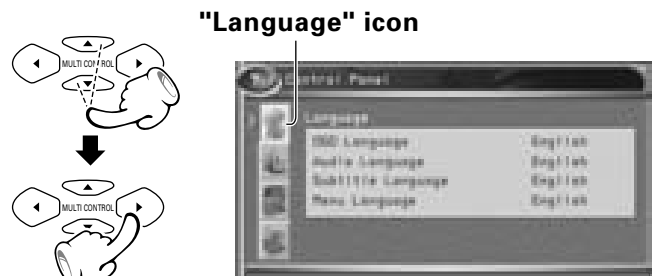 "Language" icon
MULTI CONTROL
MULTI CONTROL
Control Panel
Language
OSD Language English
Audio Language English
Subtitle Language English
Menu Language English